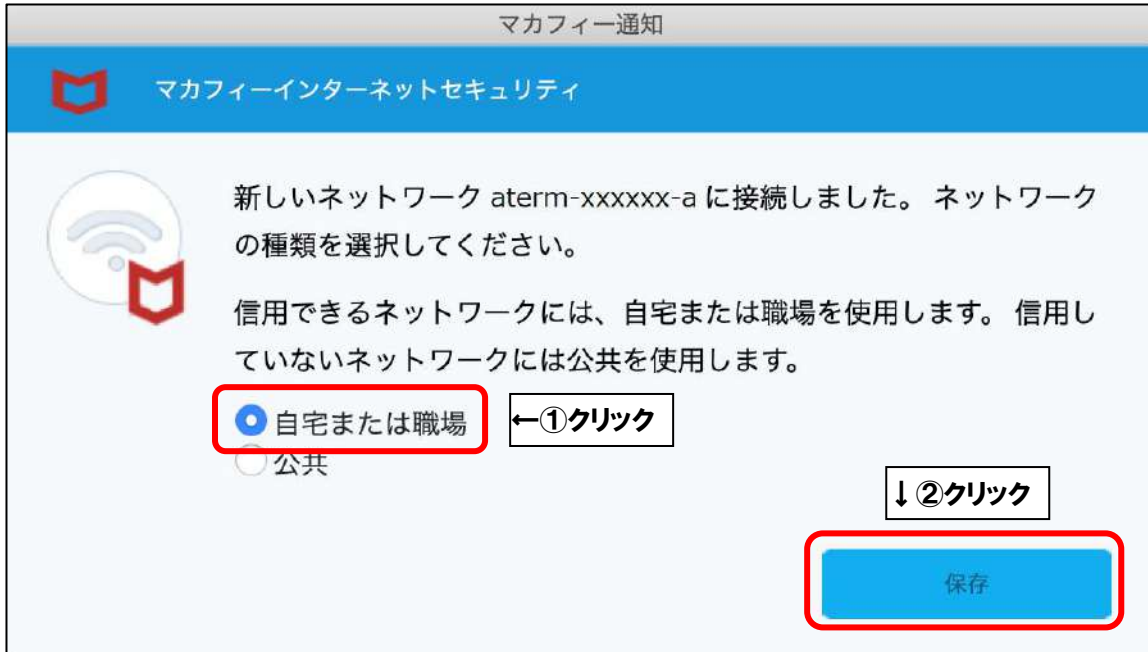 マカフィー通知
マカフィーインターネットセキュリティ
新しいネットワーク aterm-xxxxxx-a に接続しました。 ネットワーク
の種類を選択してください。
信用できるネットワークには、自宅または職場を使用します。 信用し
ていないネットワークには公共を使用します。
自宅または職場
←①クリック
公共
↓②クリック
保存